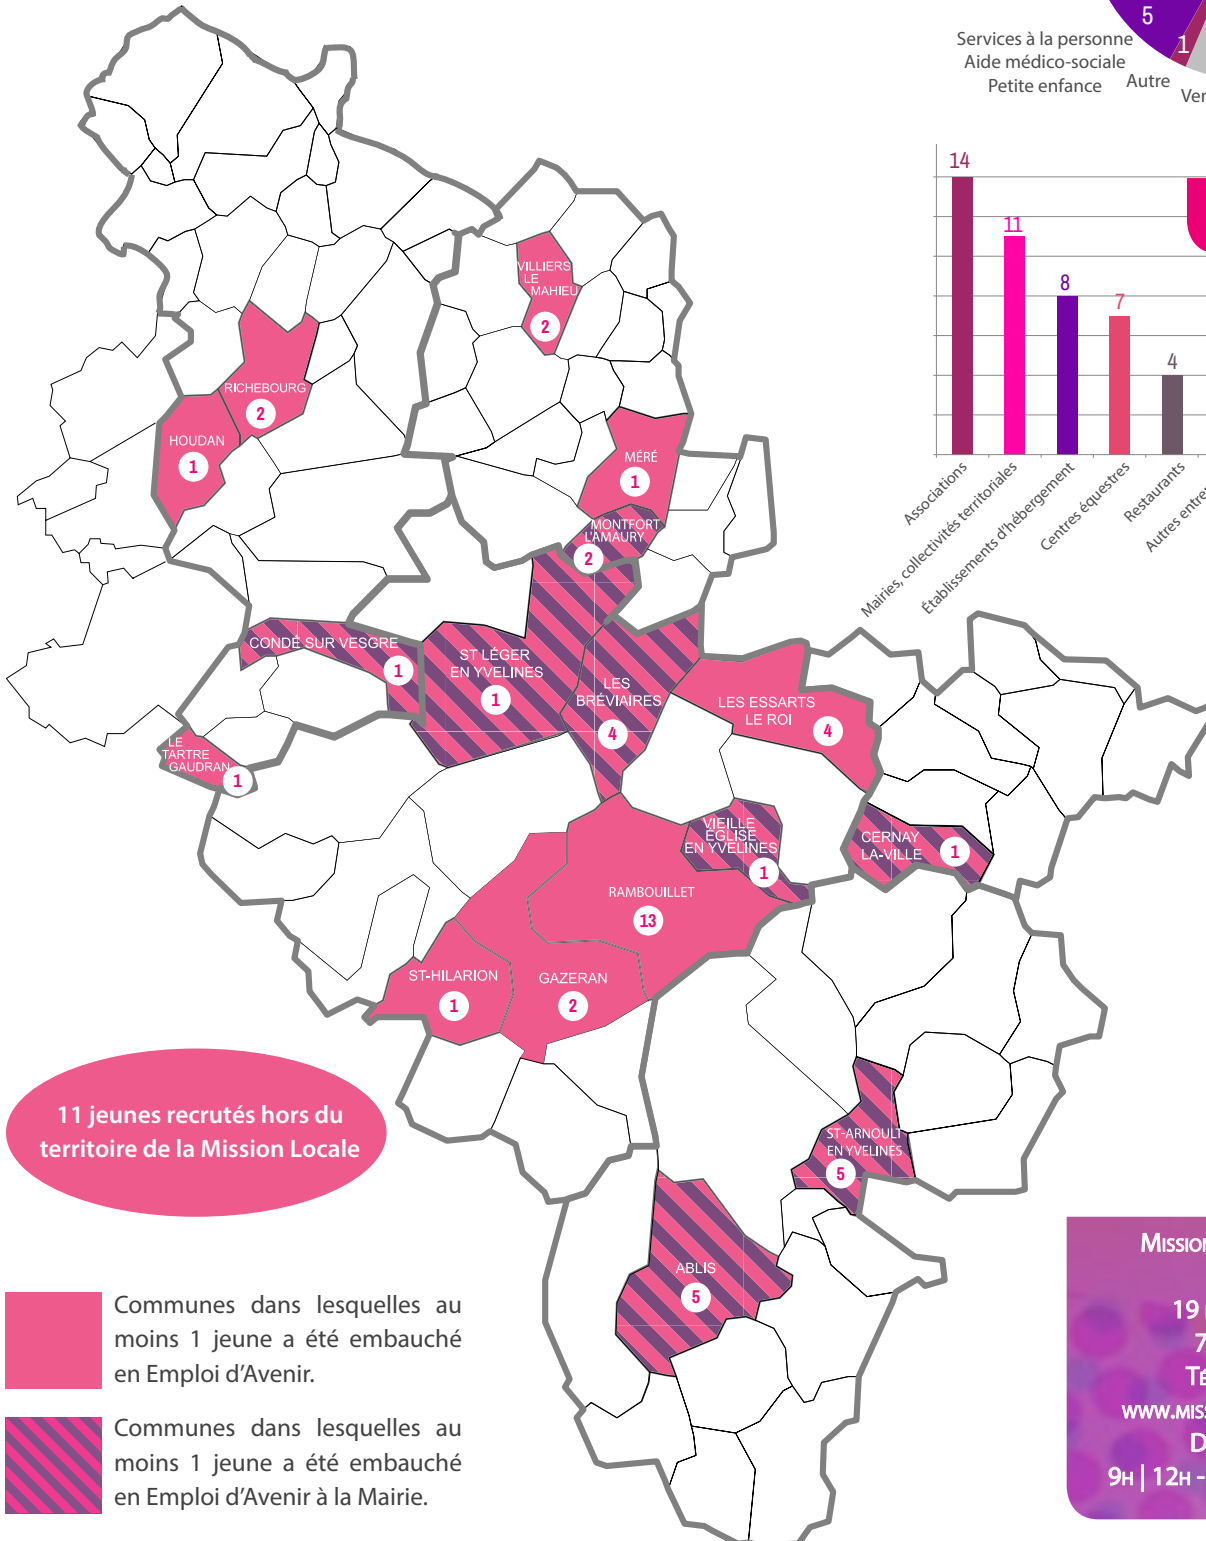 5
1
Services à la personne
Aide médico-sociale
Petite enfance
Autre
14
11
8
7
4
Associations
Mairies, collectivités territoriales
Établissements d'hébergement
Centres équestres
Restaurants
Autres
VILLIERS
LE
MAHIEU
2
RICHEBOURG
2
HOUDAN
1
MÉRÉ
1
MONTFORT
L'AMAURY
2
CONDÉ SUR VESGRE
1
ST LÉGER
EN YVELINES
1
LES
BRÉVIAIRES
4
LES ESSARTS
LE ROI
4
LE
TARTRE
GAUDRAN
1
VIEILLE
ÉGLISE
EN YVELINES
1
CERNAY
LA-VILLE
1
RAMBOUILLET
13
ST-HILARION
1
GAZERAN
2
ST-ARNOULT
EN YVELINES
5
ABLIS
5
11 jeunes recrutés hors du
territoire de la Mission Locale
Communes dans lesquelles au
moins 1 jeune a été embauché
en Emploi d'Avenir.
Communes dans lesquelles au
moins 1 jeune a été embauché
en Emploi d'Avenir à la Mairie.
MISSION
19
7
9H | 12H -